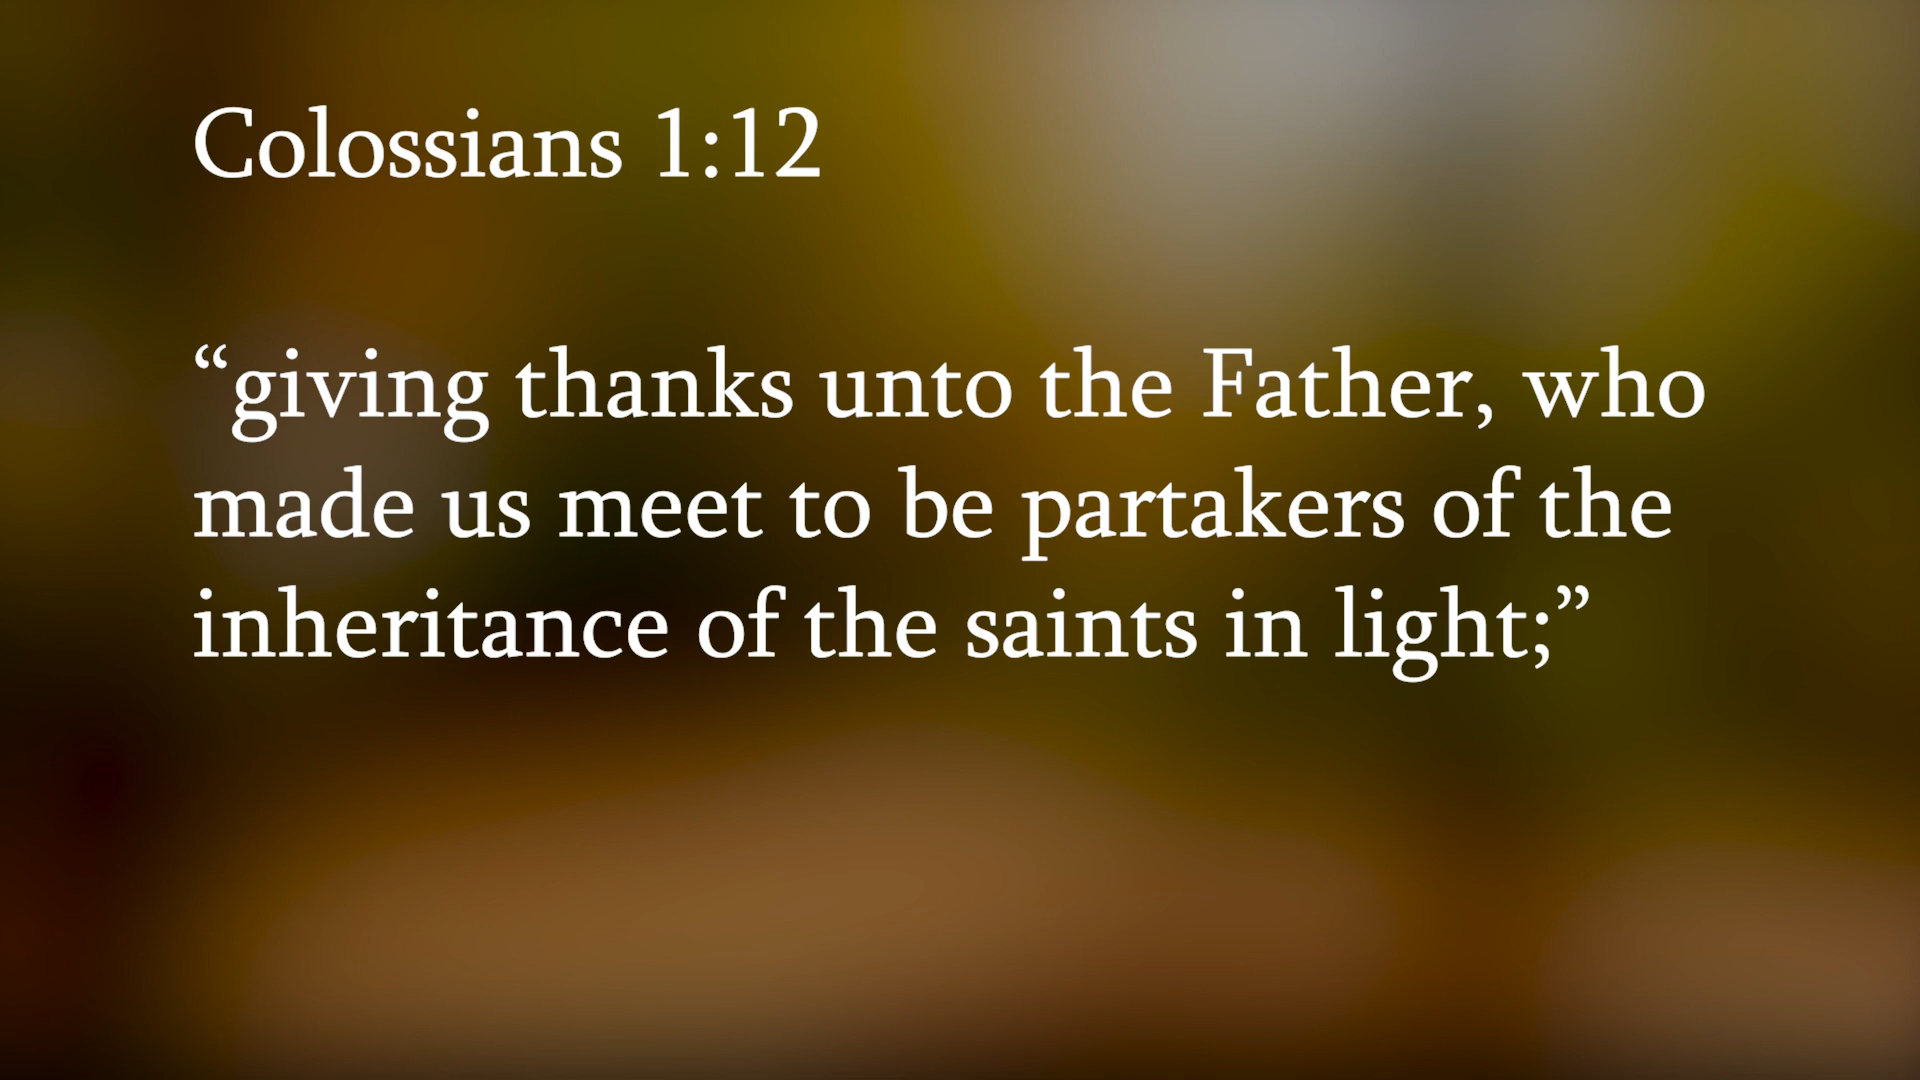 Colossians 1:12
“giving thanks unto the Father, who
made us meet to be partakers of the
inheritance of the saints in light;”